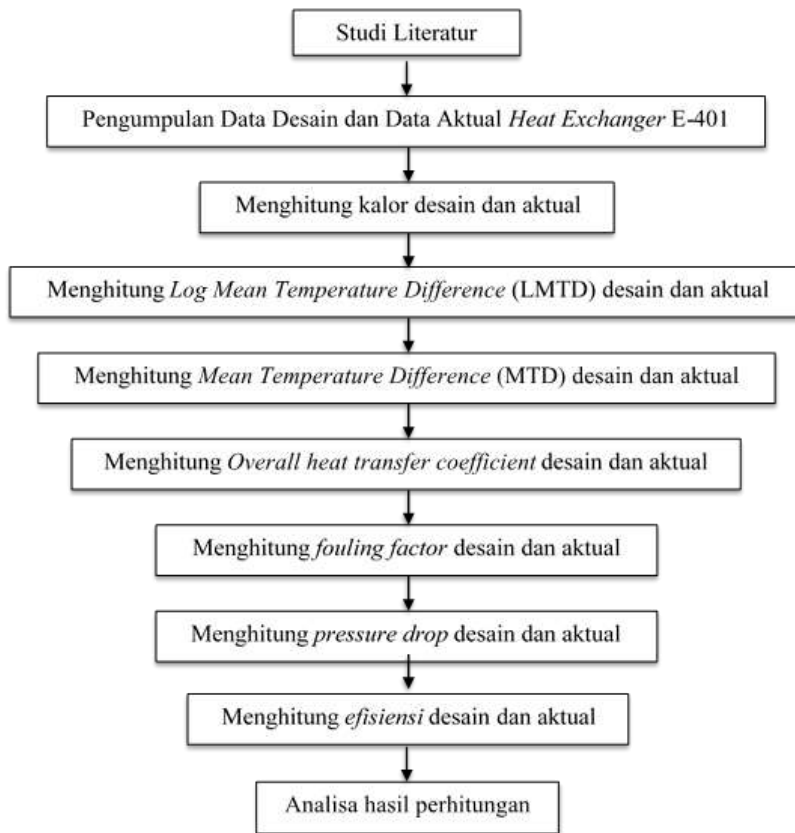 Studi Literatur
Pengumpulan Data Desain dan Data Aktual Heat Exchanger E-401
Menghitung kalor desain dan aktual
Menghitung Log Mean Temperature Difference (LMTD) desain dan aktual
Menghitung Mean Temperature Difference (MTD) desain dan aktual
Menghitung Overall heat transfer coefficient desain dan aktual
Menghitung fouling factor desain dan aktual
Menghitung pressure drop desain dan aktual
Menghitung efisiensi desain dan aktual
Analisa hasil perhitungan